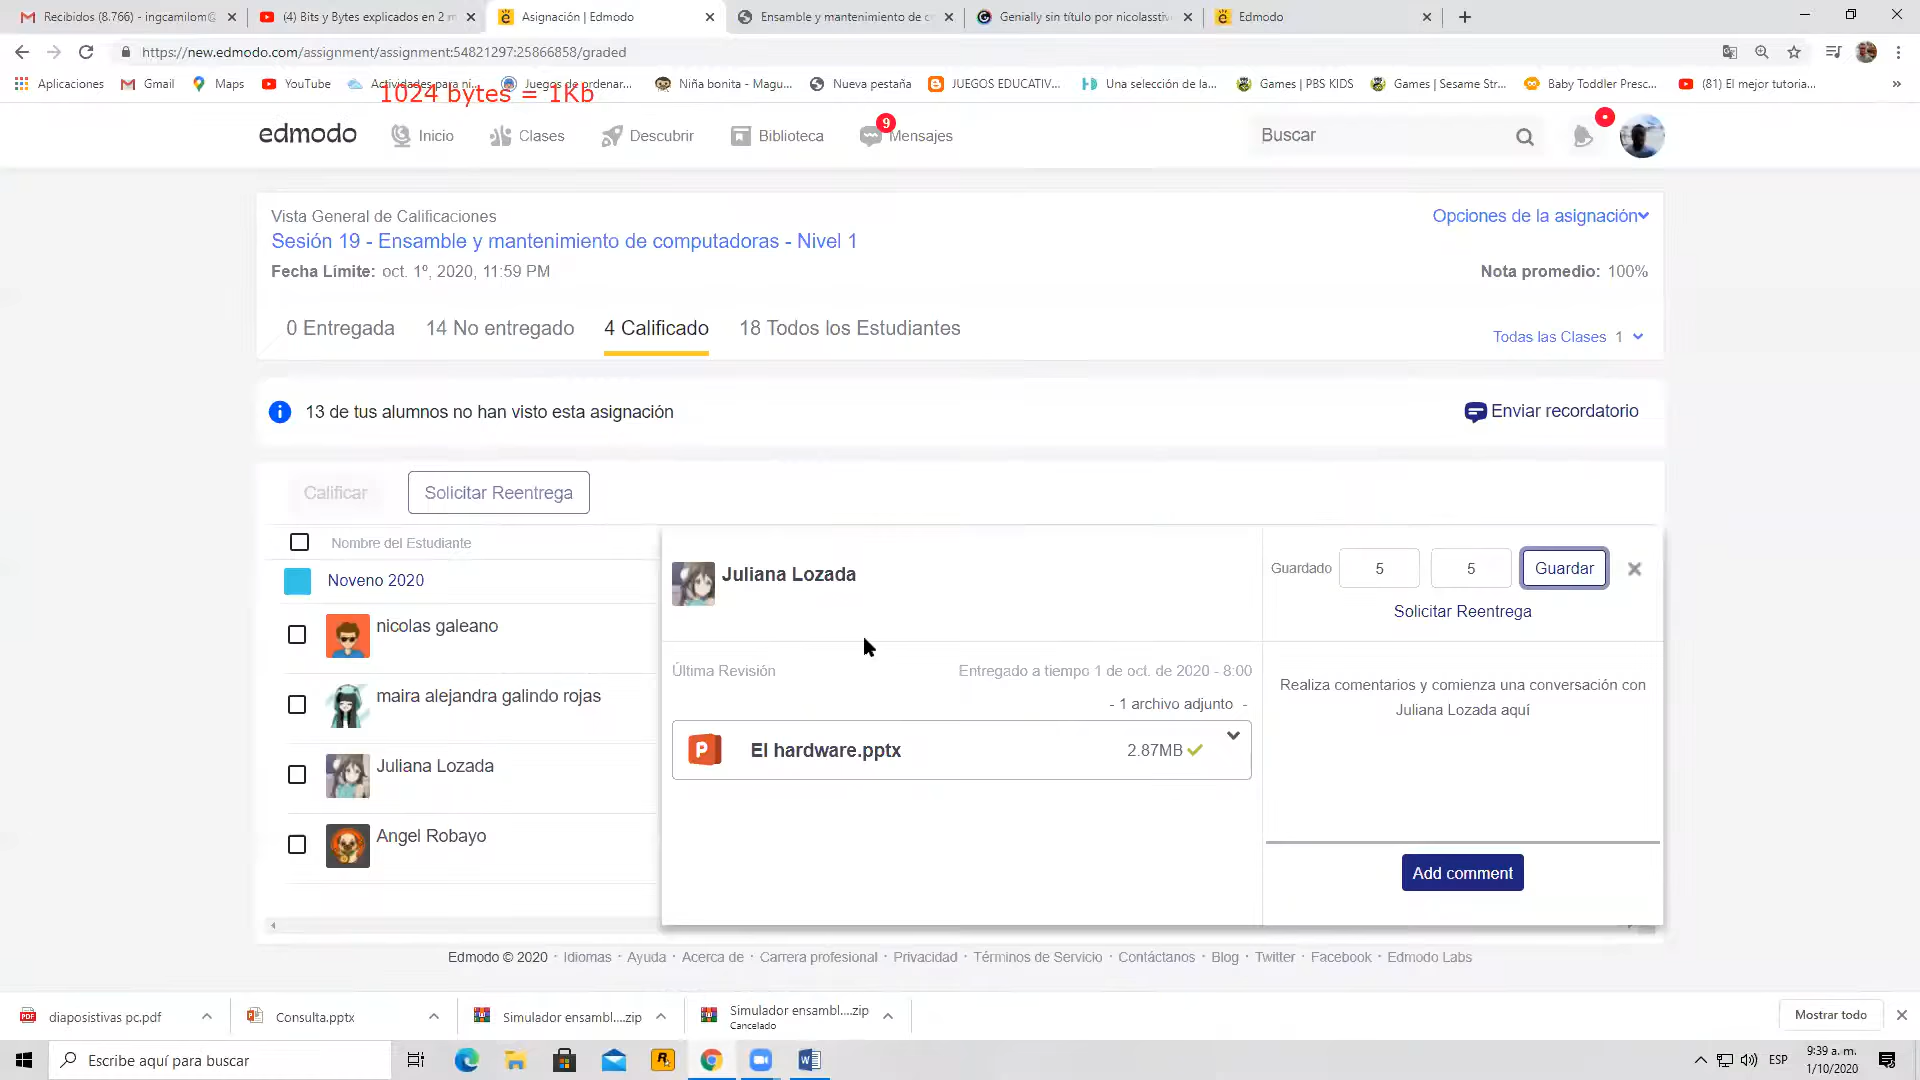 Recibidos (8.766) - ingcamilom@
(4) Bits y Bytes explicados en 2 m
Asignación | Edmodo
Ensamble y mantenimiento de c
Genially sin título por nicolasstiv
Edmodo
https://new.edmodo.com/assignment/assignment:54821297:25866858/graded
Aplicaciones
Gmail
Maps
YouTube
Actividades para ni...
Juegos de ordenar...
Niña bonita - Magu...
Nueva pestaña
JUEGOS EDUCATIV...
Una selección de la...
Games | PBS KIDS
Games | Sesame Str...
Baby Toddler Presc...
(81) El mejor tutoria...
»
1024 bytes = 1Kb
edmodo
Inicio
Clases
Descubrir
Biblioteca
9
Mensajes
Buscar
Vista General de Calificaciones
Opciones de la asignación
Sesión 19 - Ensamble y mantenimiento de computadoras - Nivel 1
Fecha Límite: oct. 1º, 2020, 11:59 PM
Nota promedio: 100%
0 Entregada
14 No entregado
4 Calificado
18 Todos los Estudiantes
Todas las Clases 1
13 de tus alumnos no han visto esta asignación
Enviar recordatorio
Calificar
Solicitar Reentrega
Nombre del Estudiante
Noveno 2020
nicolas galeano
maira alejandra galindo rojas
Juliana Lozada
Angel Robayo
Juliana Lozada
Guardado
5
5
Guardar
Solicitar Reentrega
Última Revisión
Entregado a tiempo 1 de oct. de 2020 - 8:00
- 1 archivo adjunto -
El hardware.pptx
2.87MB
Realiza comentarios y comienza una conversación con
Juliana Lozada aquí
Add comment
Edmodo © 2020 · Idiomas · Ayuda · Acerca de · Carrera profesional · Privacidad · Términos de Servicio · Contáctanos · Blog · Twitter · Facebook · Edmodo Labs
diaposistivas pc.pdf
Consulta.pptx
Simulador ensambl....zip
Simulador ensambl....zip
Cancelado
Mostrar todo
Escribe aquí para buscar
ESP
9:39 a. m.
1/10/2020